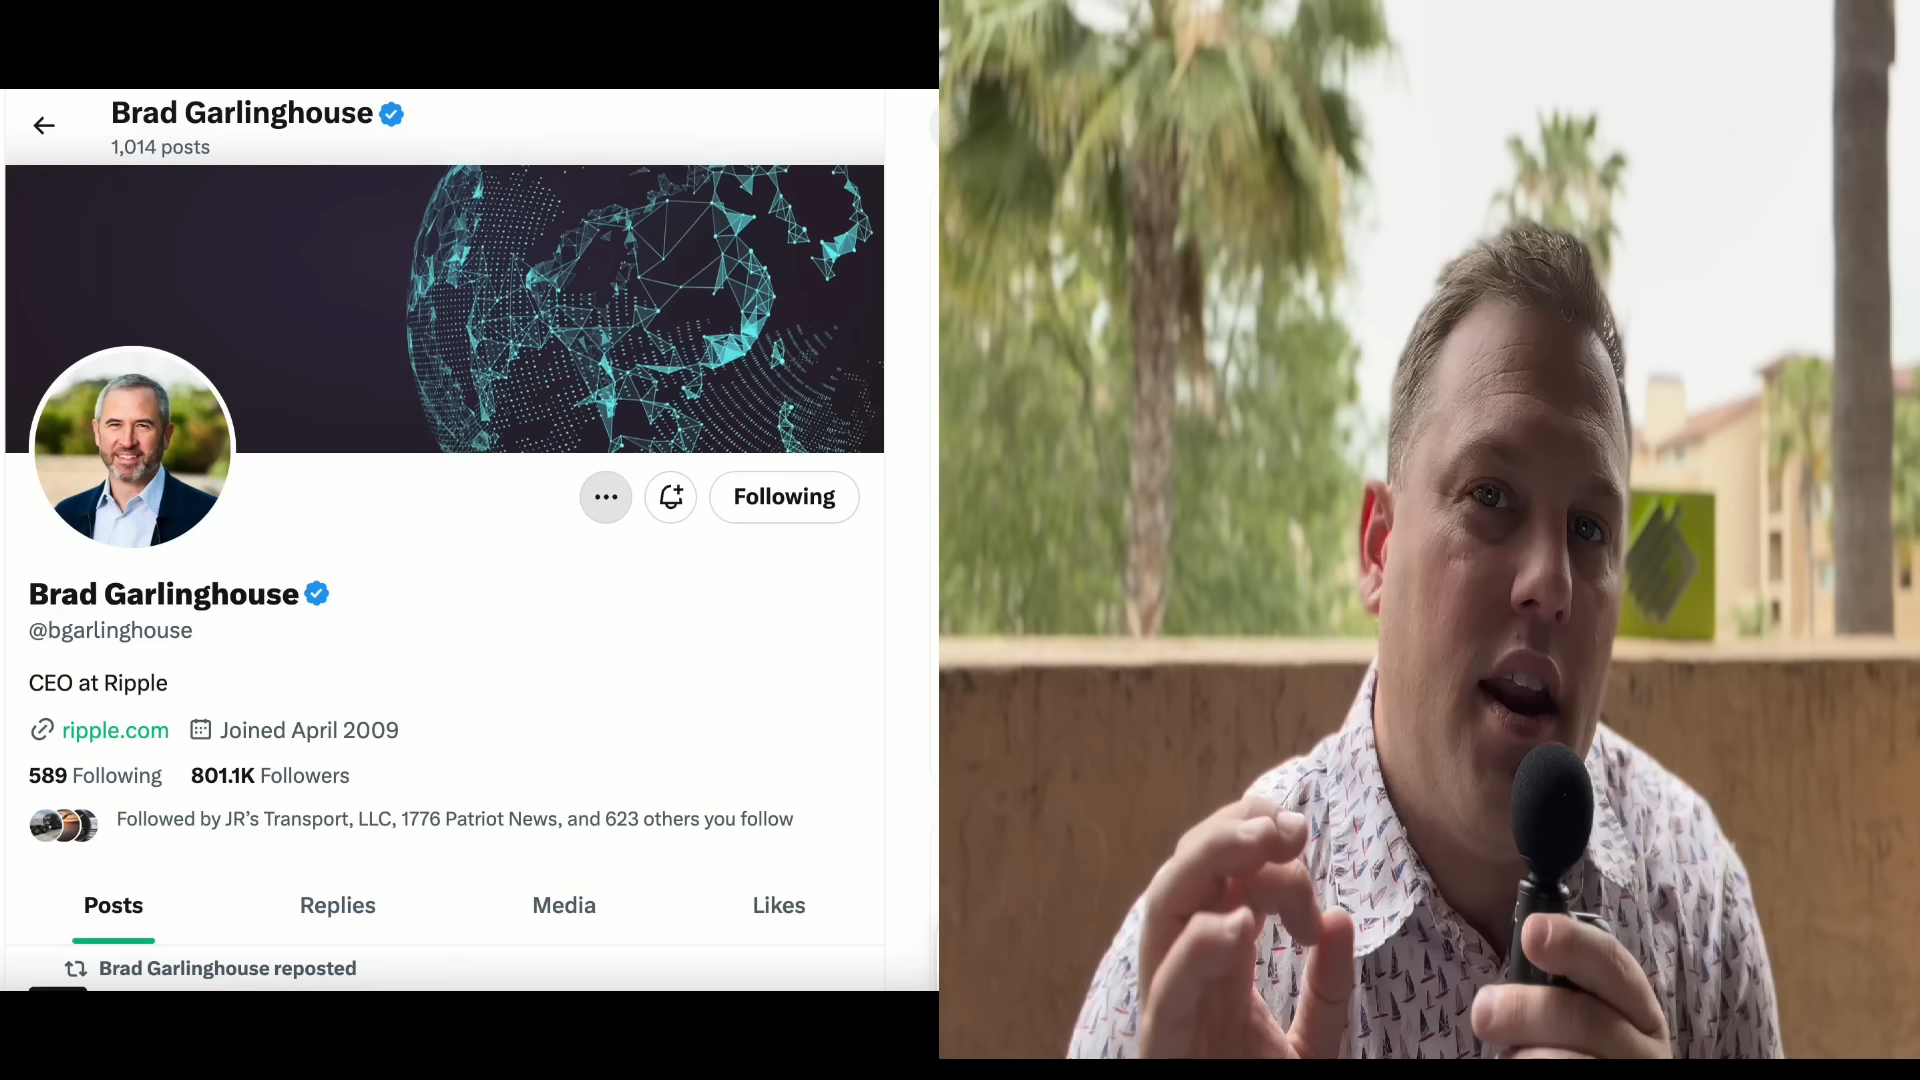 Brad Garlinghouse
1,014 posts
Following
Brad Garlinghouse
@bgarlinghouse
CEO at Ripple
ripple.com Joined April 2009
589 Following 801.1K Followers
Followed by JR’s Transport, LLC, 1776 Patriot News, and 623 others you follow
Posts Replies Media Likes
Brad Garlinghouse reposted